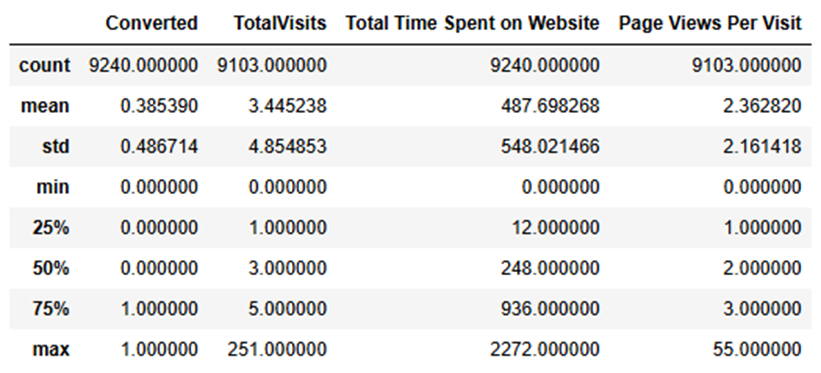 Converted TotalVisits Total Time Spent on Website Page Views Per Visit
count 9240.000000 9103.000000 9240.000000 9103.000000
mean 0.385390 3.445238 487.698268 2.362820
std 0.486714 4.854853 548.021466 2.161418
min 0.000000 0.000000 0.000000 0.000000
25% 0.000000 1.000000 12.000000 1.000000
50% 0.000000 3.000000 248.000000 2.000000
75% 1.000000 5.000000 936.000000 3.000000
max 1.000000 251.000000 2272.000000 55.000000